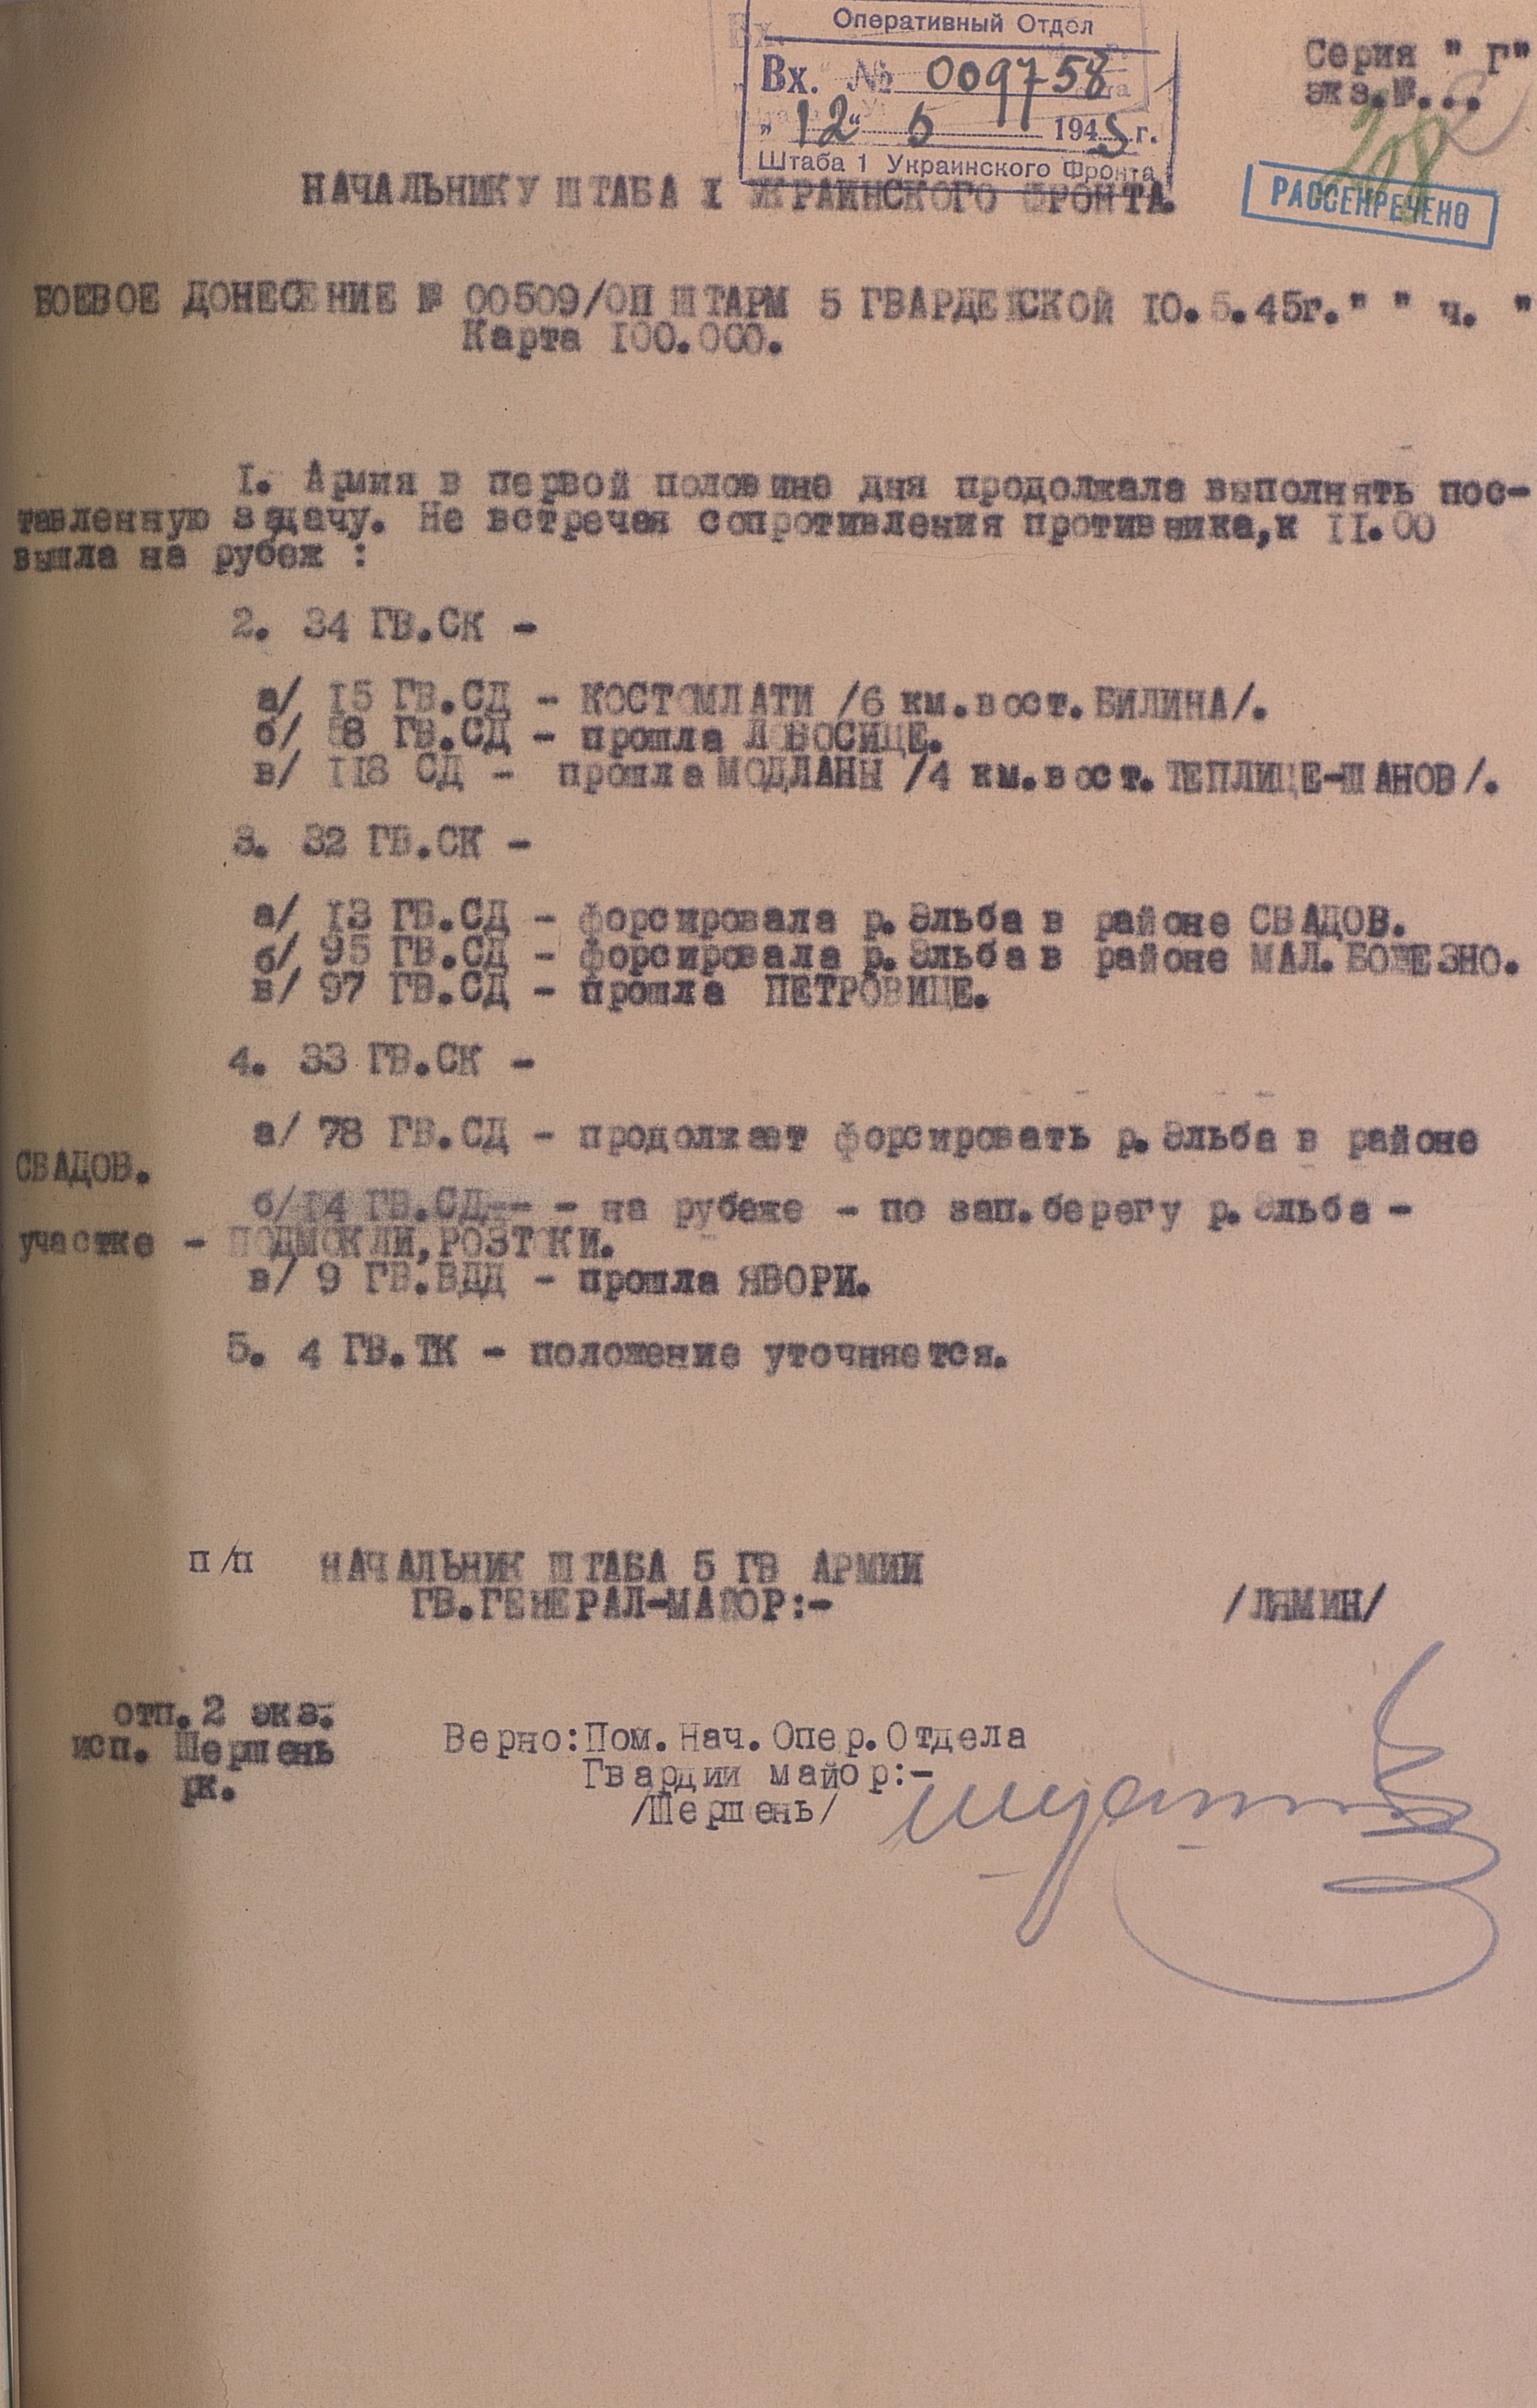 Оперативный Отдел
Серия " Г"
Вх. № 009758
экз.№...
"12" 5 1945 г.
208
Штаба 1 Украинского Фронта
НАЧАЛЬНИКУ ШТАБА I УКРАИНСКОГО ФРОНТА.
РАССЕКРЕЧЕНО
БОЕВОЕ ДОНЕСЕНИЕ № 00509/ОП ШТАРМ 5 ГВАРДЕЙСКОЙ 10.5.45г." " ч. "
Карта 100.000.
I. Армия в первой половине дня продолжала выполнять пос-
тавленную задачу. Не встречая сопротивления противника,к 11.00
вышла на рубеж :
2. 34 ГВ.СК -
а/ 15 ГВ.СД - КОСТОМЛАТИ /6 км.вост.БИЛИНА/.
б/ 58 ГВ.СД - прошла ЛОВОСИЦЕ.
в/ 118 СД - прошла МОДЛАНЫ /4 км.вост.ТЕПЛИЦЕ-ШАНОВ/.
3. 32 ГВ.СК -
а/ 13 ГВ.СД - форсировала р.Эльба в районе СВАДОВ.
б/ 95 ГВ.СД - форсировала р.Эльба в районе МАЛ.БОЖЕЗНО.
в/ 97 ГВ.СД - прошла ПЕТРОВИЦЕ.
4. 33 ГВ.СК -
а/ 78 ГВ.СД - продолжает форсировать р.Эльба в районе
СВАДОВ.
б/14 ГВ.СД-- - на рубеже - по зап.берегу р.Эльба -
участке - ПОДМОКЛИ,РОЗТОКИ.
в/ 9 ГВ.ВДД - прошла ЯВОРИ.
5. 4 ГВ.ТК - положение уточняется.
п/п НАЧАЛЬНИК ШТАБА 5 ГВ АРМИИ
ГВ.ГЕНЕРАЛ-МАЙОР:- /ЛЯМИН/
отп.2 экз.
исп. Шершень
рк.
Верно:Пом.Нач.Опер.Отдела
Гвардии майор:-
/Шершень/